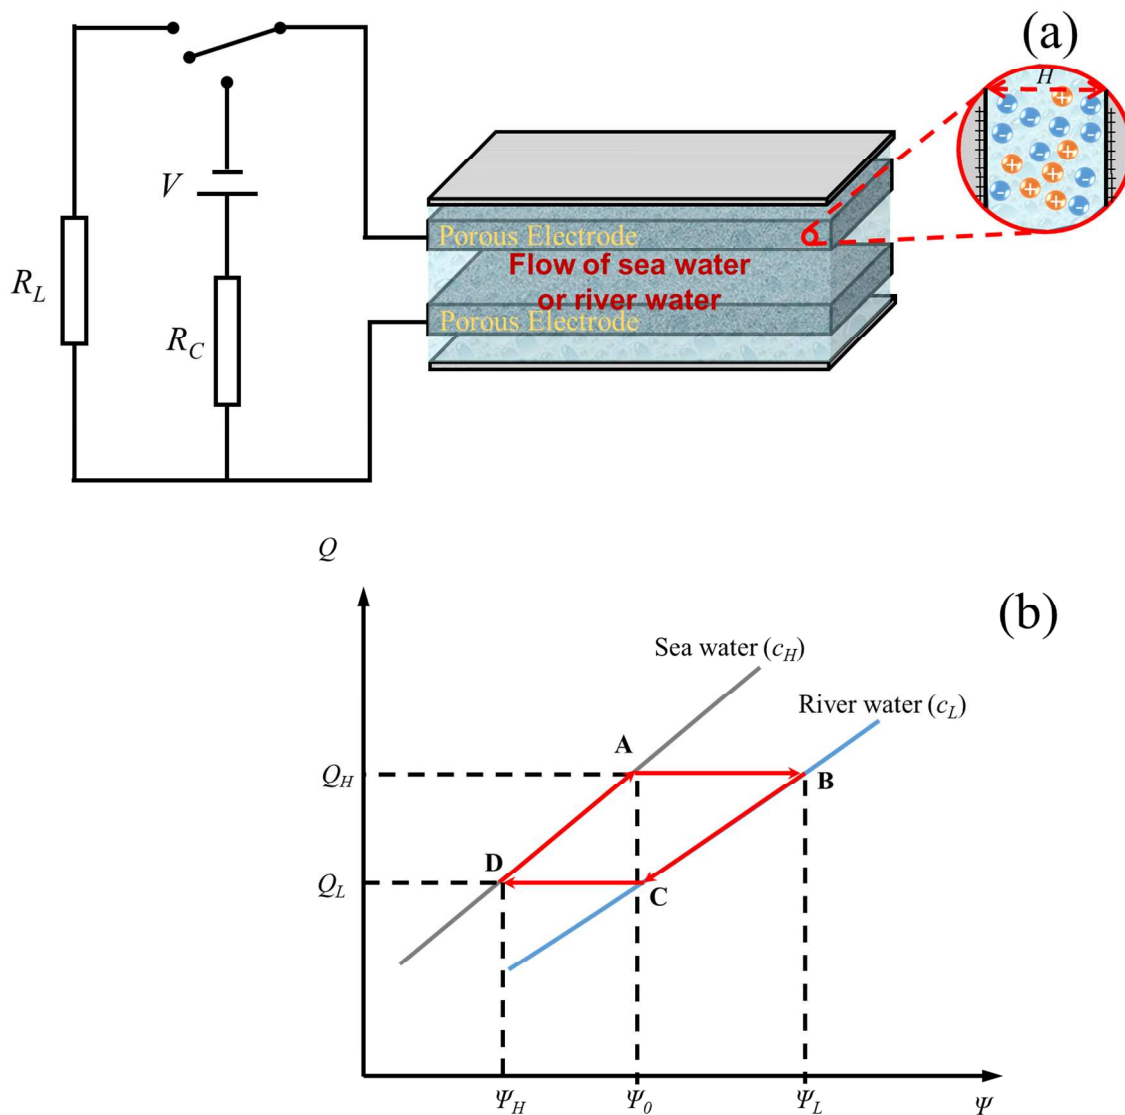 (a)
H
V
Porous Electrode
R_L
Flow of sea water
or river water
R_C
Porous Electrode
Q
(b)
Sea water (c_H)
River water (c_L)
A
Q_H
B
D
Q_L
C
Ψ_H
Ψ_0
Ψ_L
Ψ